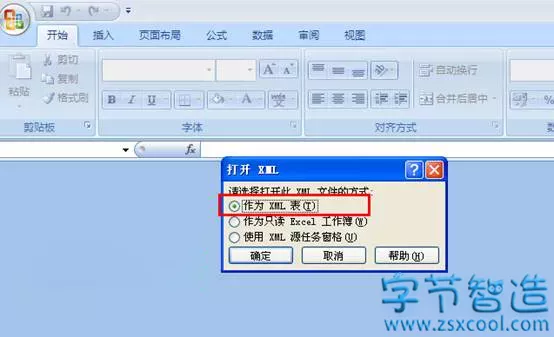 开始 插入 页面布局 公式 数据 审阅 视图
剪切 自动换行
粘贴 复制
格式刷 B I U 合并后居中 %
剪贴板 字体 对齐方式
fx
打开 XML
请选择打开此 XML 文件的方式:
作为 XML 表(T)
作为只读 Excel 工作簿(W)
使用 XML 源任务窗格(U)
确定 取消 帮助(H)
字节智造
www.zsxcool.com